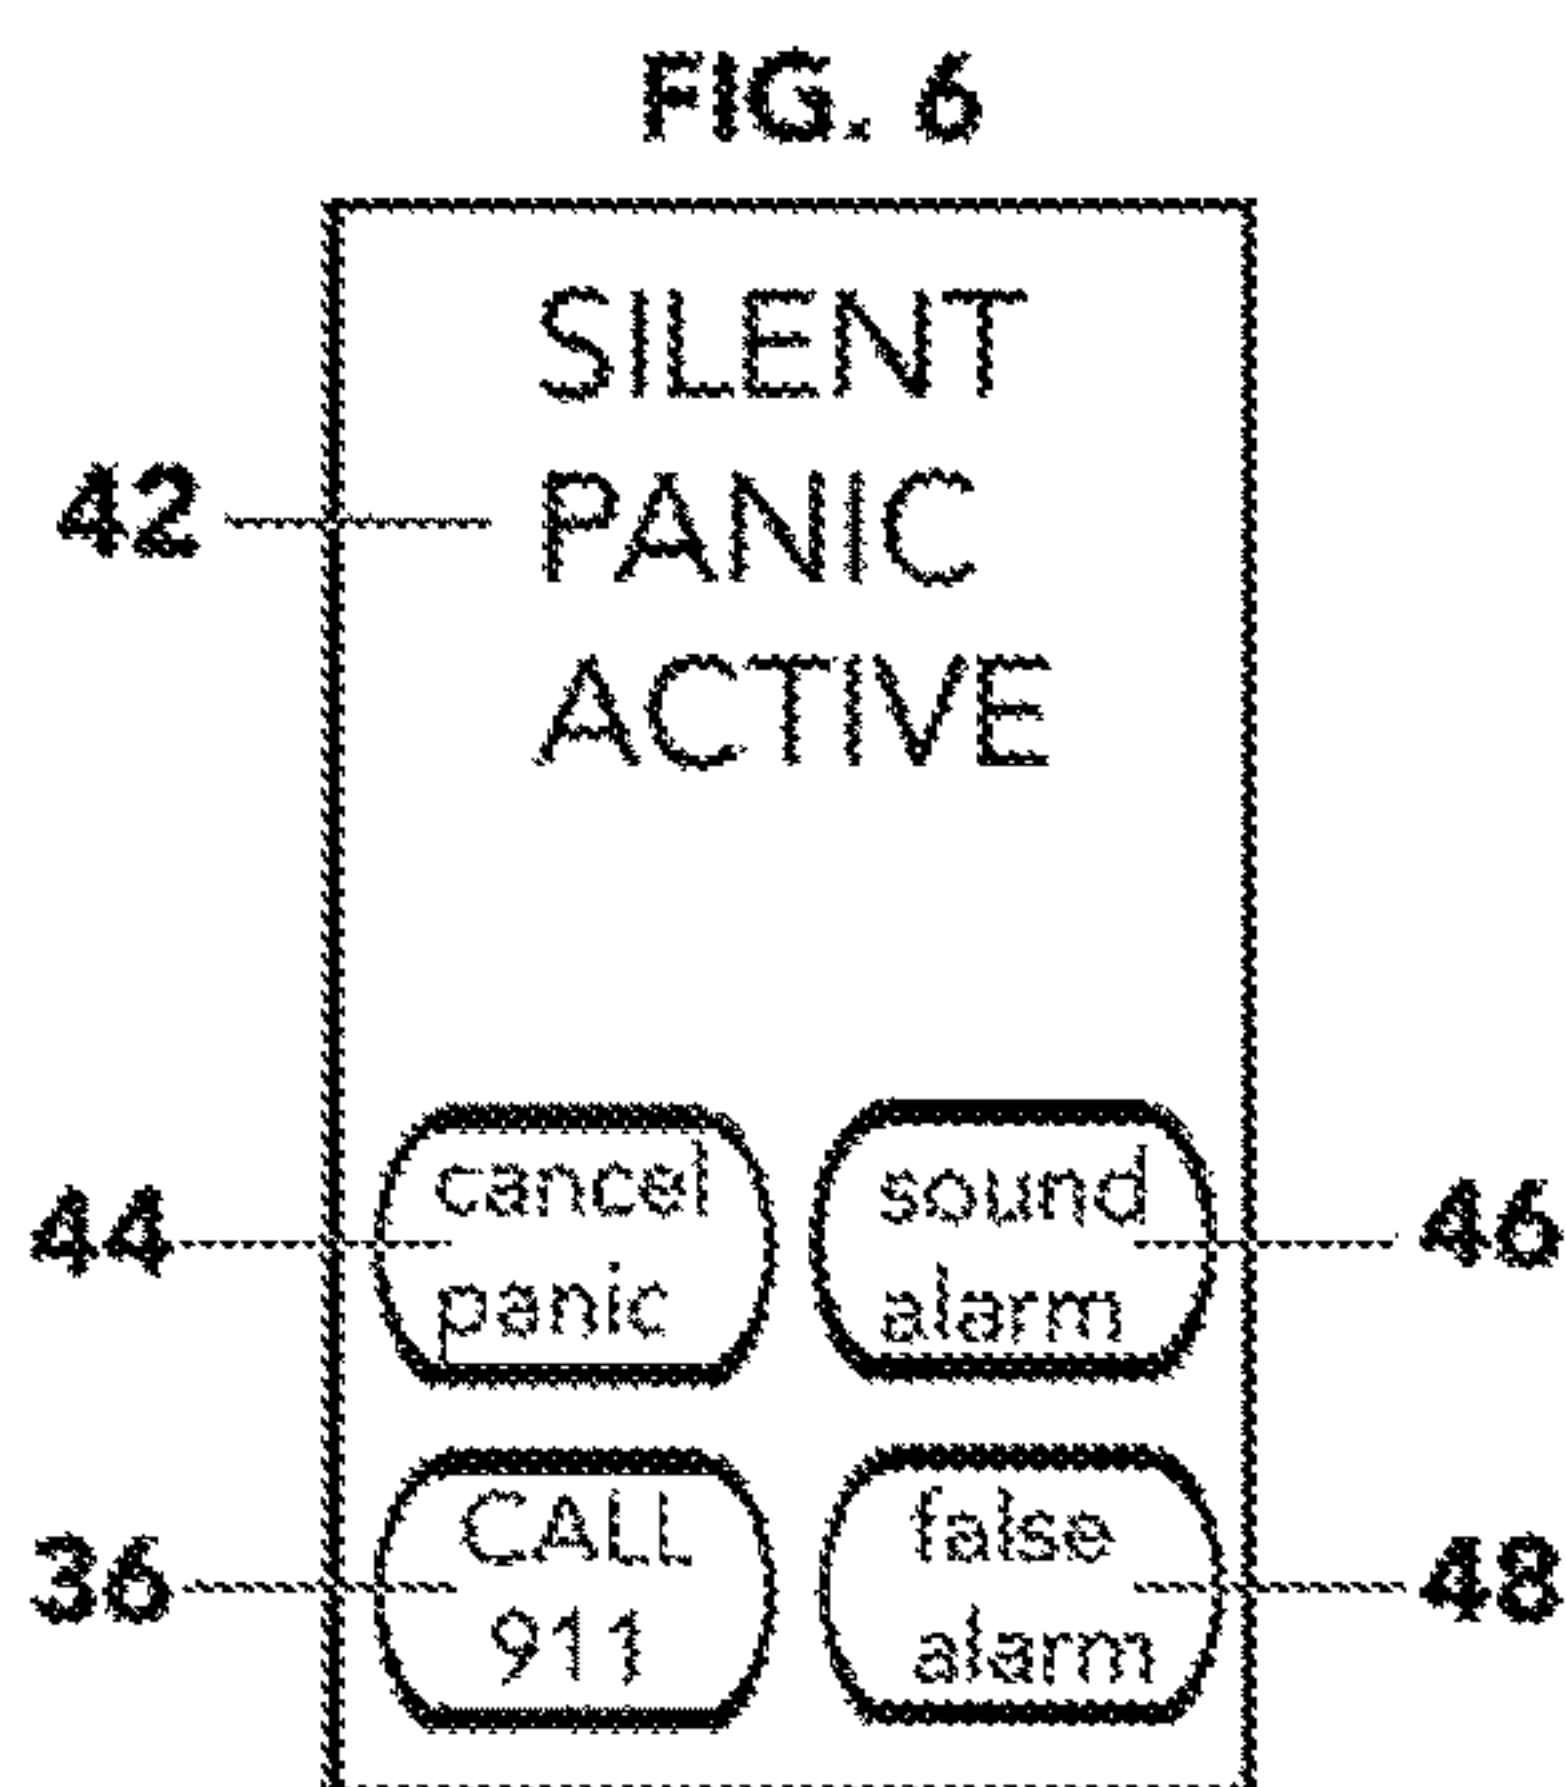 FIG. 6
SILENT
42 PANIC
ACTIVE
cancel
panic
44
sound
alarm
46
CALL
911
36
false
alarm
48